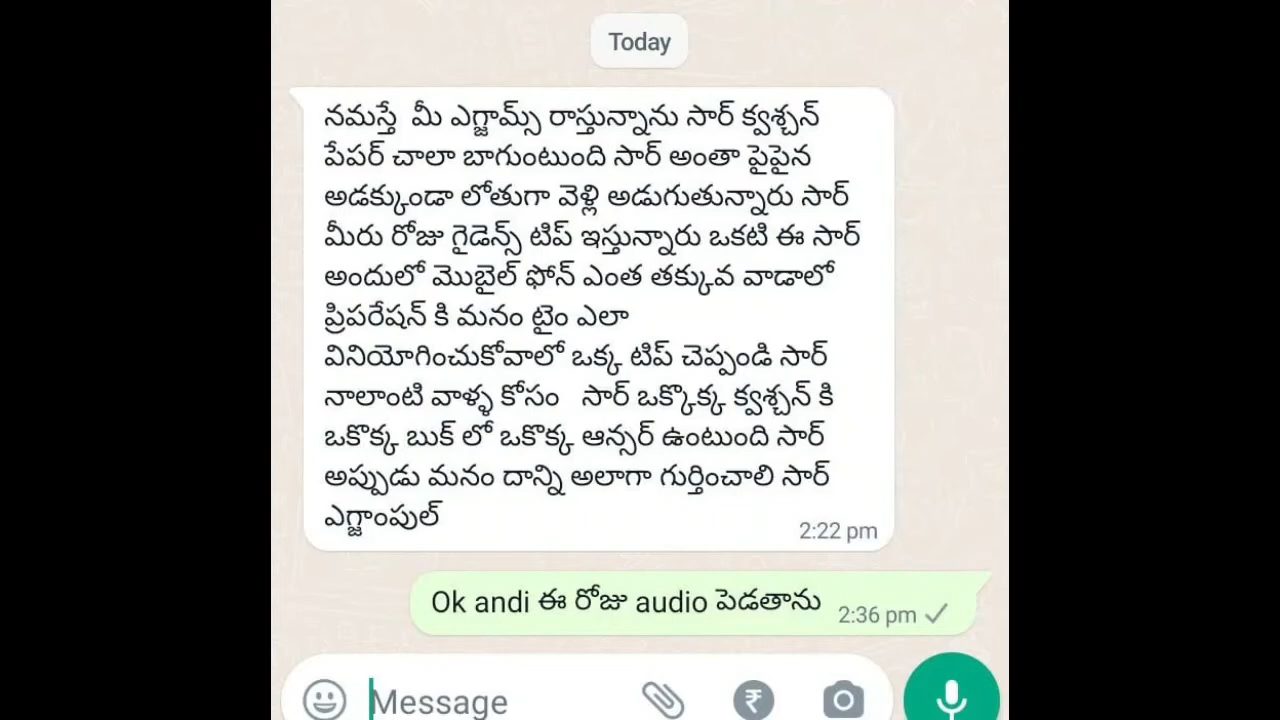 Today
నమస్తే మీ ఎగ్జామ్స్ రాస్తున్నాను సార్ క్వశ్చన్
పేపర్ చాలా బాగుంటుంది సార్ అంతా పైపైన
అడక్కుండా లోతుగా వెళ్లి అడుగుతున్నారు సార్
మీరు రోజు గైడెన్స్ టిప్ ఇస్తున్నారు ఒకటి ఈ సార్
అందులో మొబైల్ ఫోన్ ఎంత తక్కువ వాడాలో
ప్రిపరేషన్ కి మనం టైం ఎలా
వినియోగించుకోవాలో ఒక్క టిప్ చెప్పండి సార్
నాలాంటి వాళ్ళ కోసం సార్ ఒక్కొక్క క్వశ్చన్ కి
ఒకొక్క బుక్ లో ఒకొక్క ఆన్సర్ ఉంటుంది సార్
అప్పుడు మనం దాన్ని అలాగా గుర్తించాలి సార్
ఎగ్జాంపుల్
2:22 pm
Ok andi ఈ రోజు audio పెడతాను 2:36 pm
Message